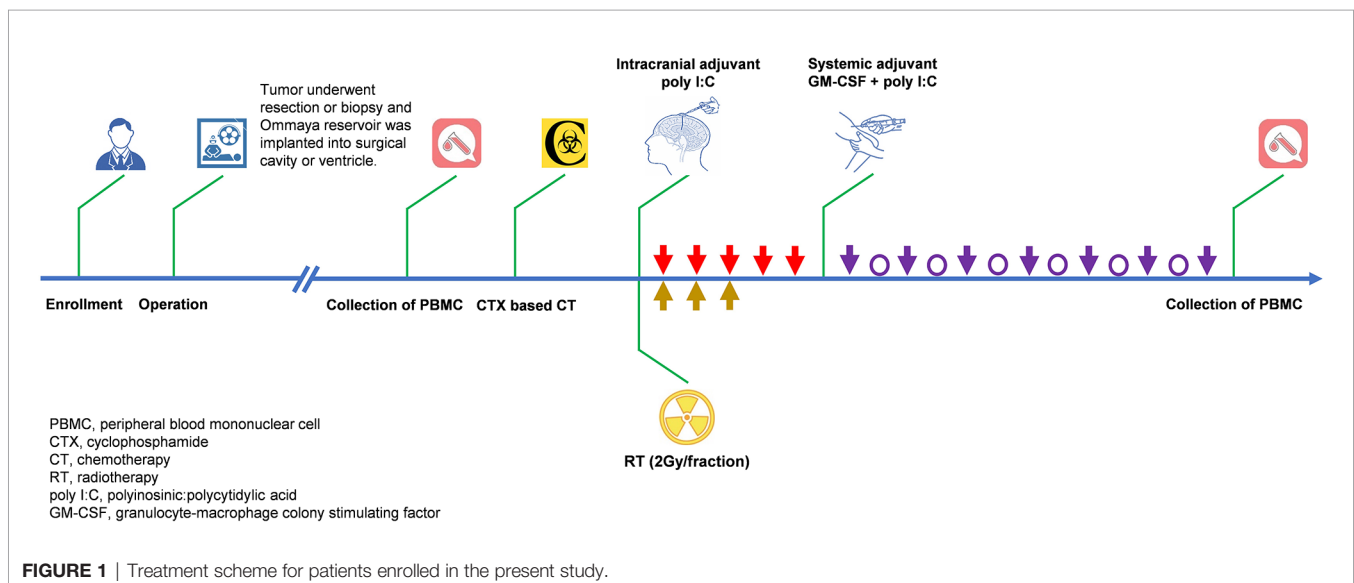 Intracranial adjuvant
poly I:C
Systemic adjuvant
GM-CSF + poly I:C
Tumor underwent
resection or biopsy and
Ommaya reservoir was
implanted into surgical
cavity or ventricle.
C
Enrollment
Operation
Collection of PBMC
CTX based CT
Collection of PBMC
RT (2Gy/fraction)
PBMC, peripheral blood mononuclear cell
CTX, cyclophosphamide
CT, chemotherapy
RT, radiotherapy
poly I:C, polyinosinic:polycytidylic acid
GM-CSF, granulocyte-macrophage colony stimulating factor
FIGURE 1 | Treatment scheme for patients enrolled in the present study.